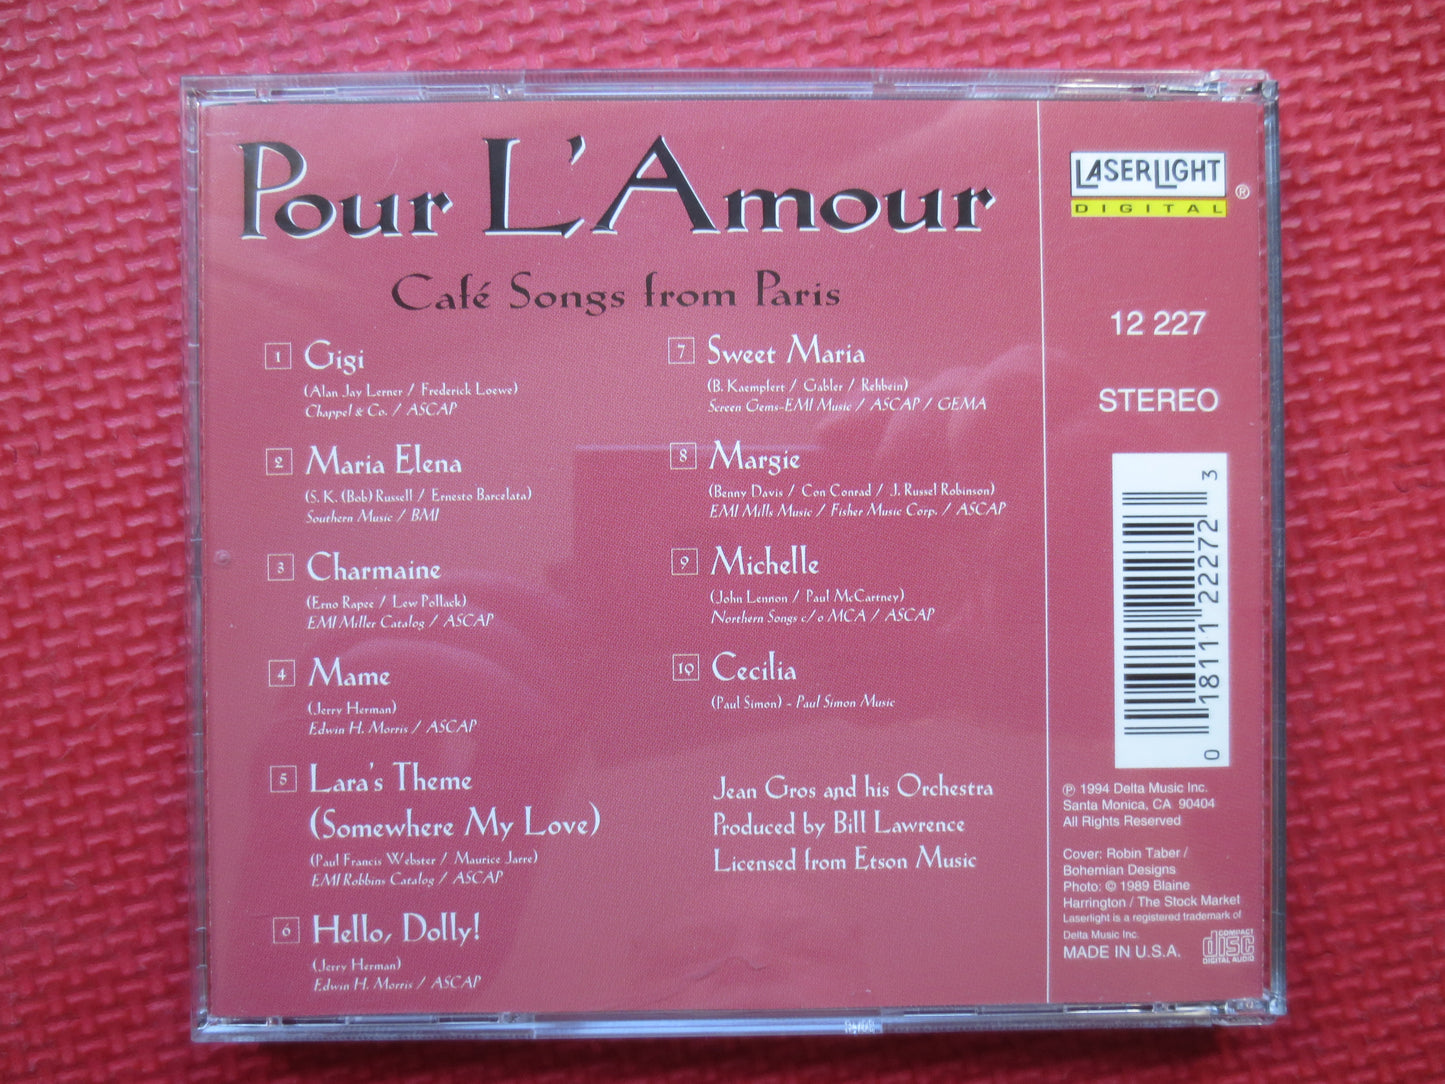 Pour L'Amour
Café Songs from Paris
1 Gigi
(Alan Jay Lerner / Frederick Loewe)
Chappel & Co. / ASCAP
2 Maria Elena
(S. K. (Bob) Russell / Ernesto Barcelata)
Southern Music / BMI
3 Charmaine
(Erno Rapee / Lew Pollack)
EMI Miller Catalog / ASCAP
4 Mame
(Jerry Herman)
Edwin H. Morris / ASCAP
5 Lara's Theme
(Somewhere My Love)
(Paul Francis Webster / Maurice Jarre)
EMI Robbins Catalog / ASCAP
6 Hello, Dolly!
(Jerry Herman)
Edwin H. Morris / ASCAP
7 Sweet Maria
(B. Kaempfert / Gabler / Rehbein)
Screen Gems-EMI Music / ASCAP / GEMA
8 Margie
(Benny Davis / Con Conrad / J. Russel Robinson)
EMI Mills Music / Fisher Music Corp. / ASCAP
9 Michelle
(John Lennon / Paul McCartney)
Northern Songs c/o MCA / ASCAP
10 Cecilia
(Paul Simon) - Paul Simon Music
Jean Gros and his Orchestra
Produced by Bill Lawrence
Licensed from Etson Music
LASERLIGHT ®
DIGITAL
12 227
STEREO
0 18111 22272 3
℗ 1994 Delta Music Inc.
Santa Monica, CA 90404
All Rights Reserved
Cover: Robin Taber /
Bohemian Designs
Photo: © 1989 Blaine
Harrington / The Stock Market
Laserlight is a registered trademark of
Delta Music Inc.
MADE IN U.S.A.
COMPACT
disc
DIGITAL AUDIO